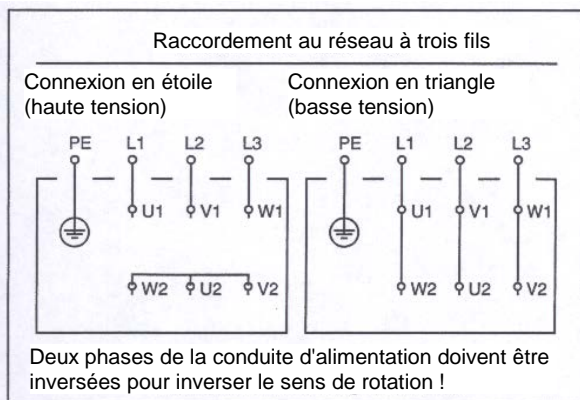 Raccordement au réseau à trois fils
Connexion en étoile
(haute tension)
PE L1 L2 L3
U1 V1 W1
W2 U2 V2
Connexion en triangle
(basse tension)
PE L1 L2 L3
U1 V1 W1
W2 U2 V2
Deux phases de la conduite d'alimentation doivent être
inversées pour inverser le sens de rotation !